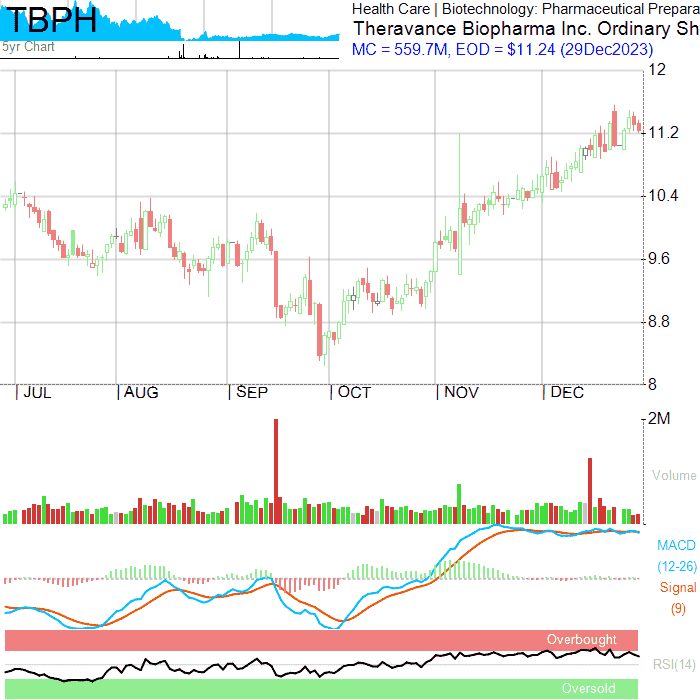 TBPH
5yr Chart
Health Care | Biotechnology: Pharmaceutical Prepara
Theravance Biopharma Inc. Ordinary Sh
MC = 559.7M, EOD = $11.24 (29Dec2023)
12
11.2
10.4
9.6
8.8
8
JUL AUG SEP OCT NOV DEC
2M
Volume
MACD
(12-26)
Signal
(9)
Overbought
RSI(14)
Oversold